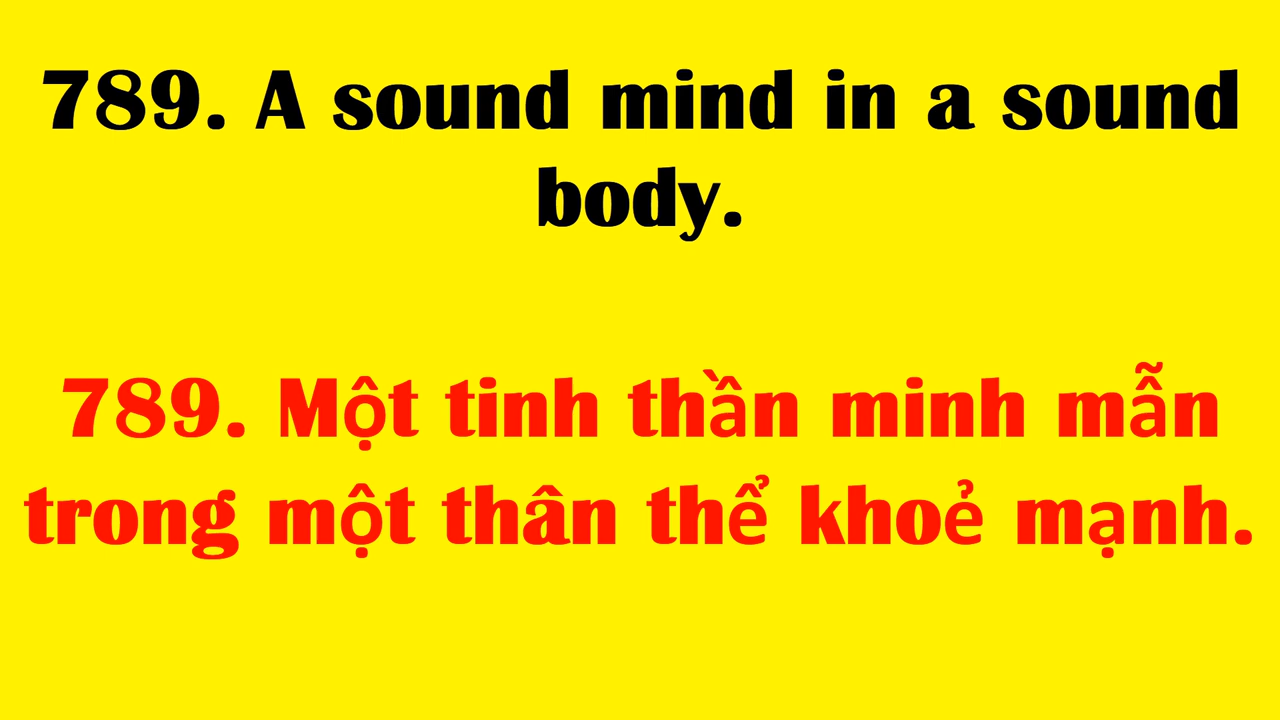 789. A sound mind in a sound
body.
789. Một tinh thần minh mẫn
trong một thân thể khoẻ mạnh.